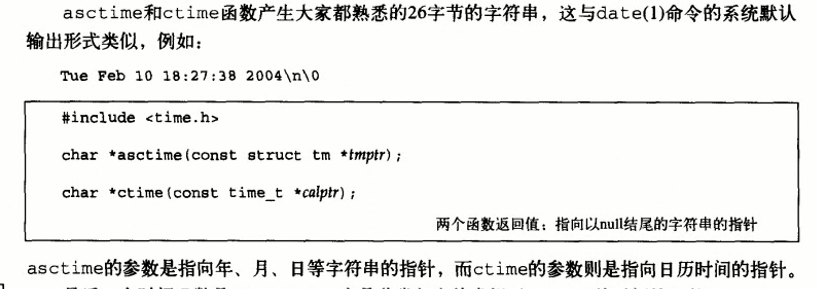 asctime和ctime函数产生大家都熟悉的26字节的字符串，这与date(1)命令的系统默认
输出形式类似，例如：
Tue Feb 10 18:27:38 2004\n\0
#include <time.h>
char *asctime(const struct tm *tmptr);
char *ctime(const time_t *calptr);
两个函数返回值：指向以null结尾的字符串的指针
asctime的参数是指向年、月、日等字符串的指针，而ctime的参数则是指向日历时间的指针。